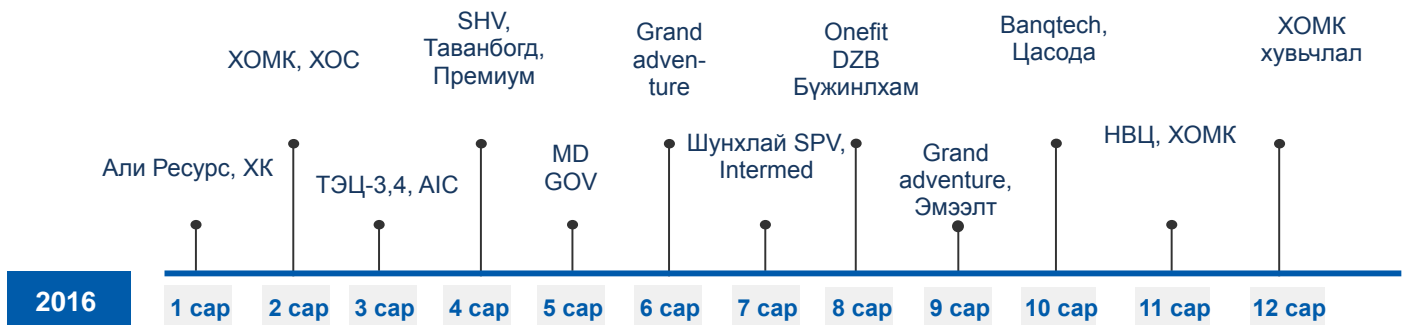 ХОМК, ХОС
SHV,
Таванбогд,
Премиум
Grand
adven-
ture
Onefit
DZB
Бүжинлхам
Banqtech,
Цасода
ХОМК
хувьчлал
Али Ресурс, ХК
ТЭЦ-3,4, AIC
MD
GOV
Шунхлай SPV,
Intermed
Grand
adventure,
Эмээлт
НВЦ, ХОМК
2016
1 сар
2 сар
3 сар
4 сар
5 сар
6 сар
7 сар
8 сар
9 сар
10 сар
11 сар
12 сар